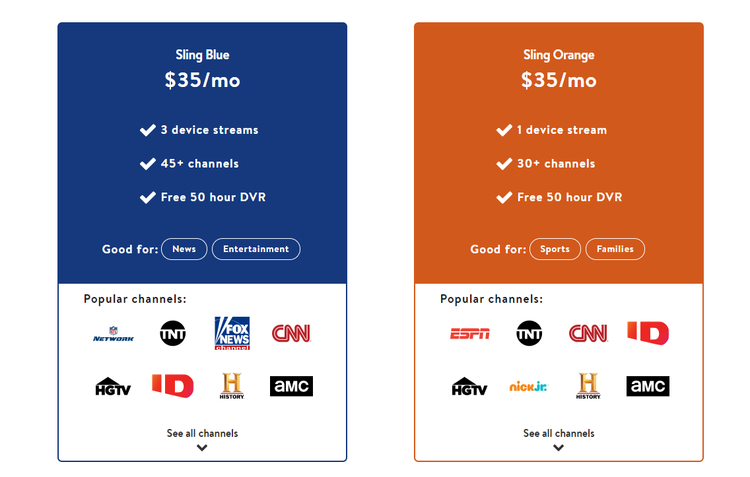 Sling Blue
$35/mo
3 device streams
45+ channels
Free 50 hour DVR
Good for: News Entertainment
Popular channels:
NFL
NETWORK
TNT
FOX
NEWS
channel
CNN
HGTV
ID
H
HISTORY
aMC
See all channels
Sling Orange
$35/mo
1 device stream
30+ channels
Free 50 hour DVR
Good for: Sports Families
Popular channels:
ESPN
TNT
CNN
ID
HGTV
nick jr.
H
HISTORY
aMC
See all channels